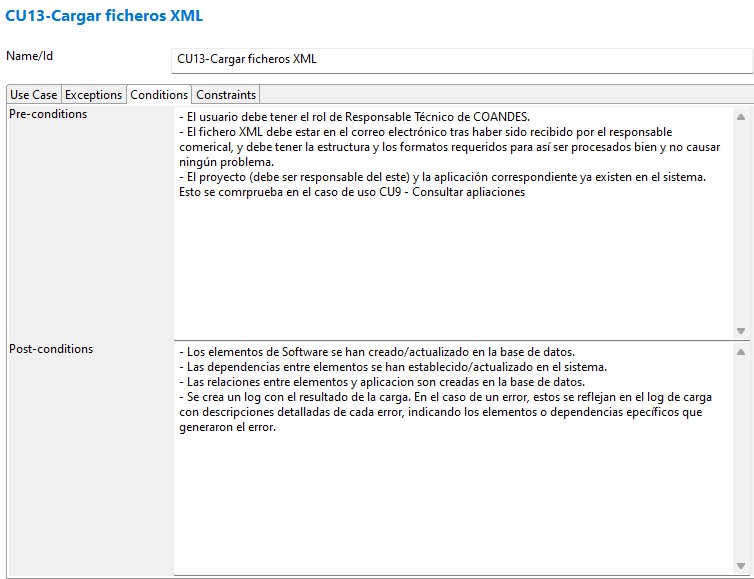 CU13-Cargar ficheros XML
Name/Id
CU13-Cargar ficheros XML
Use Case Exceptions Conditions Constraints
Pre-conditions
- El usuario debe tener el rol de Responsable Técnico de COANDES.
- El fichero XML debe estar en el correo electrónico tras haber sido recibido por el responsable
comerical, y debe tener la estructura y los formatos requeridos para así ser procesados bien y no causar
ningún problema.
- El proyecto (debe ser responsable del este) y la aplicación correspondiente ya existen en el sistema.
Esto se comrprueba en el caso de uso CU9 - Consultar apliaciones
Post-conditions
- Los elementos de Software se han creado/actualizado en la base de datos.
- Las dependencias entre elementos se han establecido/actualizado en el sistema.
- Las relaciones entre elementos y aplicacion son creadas en la base de datos.
- Se crea un log con el resultado de la carga. En el caso de un error, estos se reflejan en el log de carga
con descripciones detalladas de cada error, indicando los elementos o dependencias epecíficos que
generaron el error.